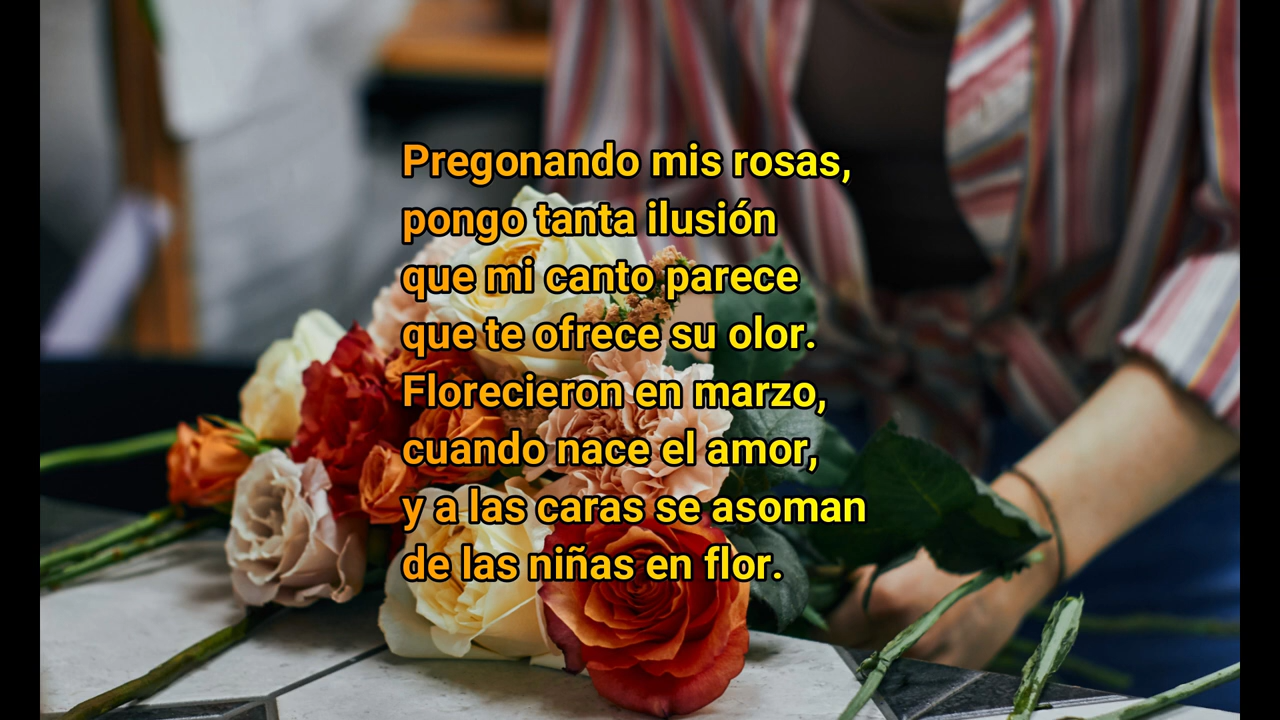 Pregonando mis rosas,
pongo tanta ilusión
que mi canto parece
que te ofrece su olor.
Florecieron en marzo,
cuando nace el amor,
y a las caras se asoman
de las niñas en flor.